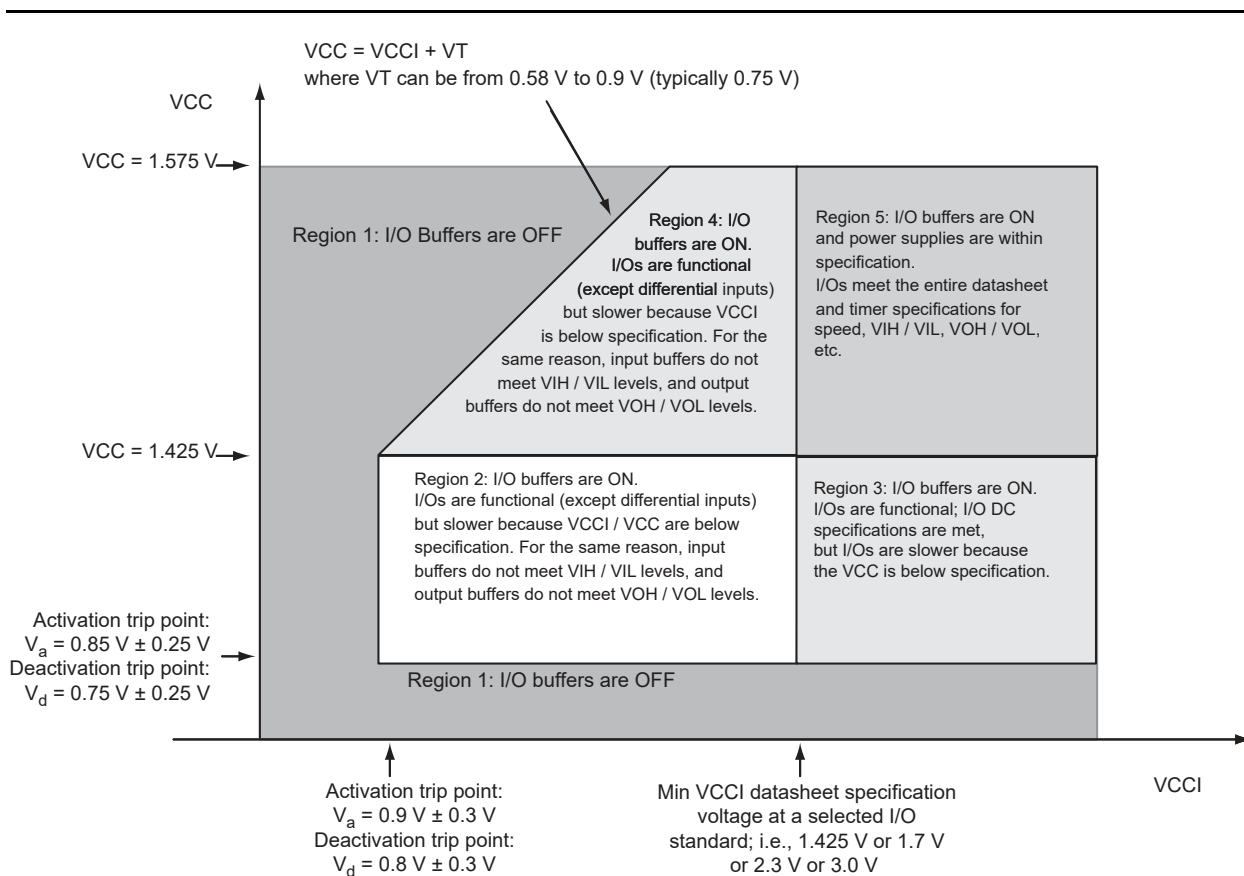 VCC = VCCI + VT
where VT can be from 0.58 V to 0.9 V (typically 0.75 V)
VCC
VCC = 1.575 V
Region 1: I/O Buffers are OFF
Region 4: I/O
buffers are ON.
I/Os are functional
(except differential inputs)
but slower because VCCI
is below specification. For the
same reason, input buffers do not
meet VIH / VIL levels, and output
buffers do not meet VOH / VOL levels.
Region 5: I/O buffers are ON
and power supplies are within
specification.
I/Os meet the entire datasheet
and timer specifications for
speed, VIH / VIL, VOH / VOL,
etc.
VCC = 1.425 V
Region 2: I/O buffers are ON.
I/Os are functional (except differential inputs)
but slower because VCCI / VCC are below
specification. For the same reason, input
buffers do not meet VIH / VIL levels, and
output buffers do not meet VOH / VOL levels.
Region 3: I/O buffers are ON.
I/Os are functional; I/O DC
specifications are met,
but I/Os are slower because
the VCC is below specification.
Activation trip point:
Va = 0.85 V ± 0.25 V
Deactivation trip point:
Vd = 0.75 V ± 0.25 V
Region 1: I/O buffers are OFF
Activation trip point:
Va = 0.9 V ± 0.3 V
Deactivation trip point:
Vd = 0.8 V ± 0.3 V
Min VCCI datasheet specification
voltage at a selected I/O
standard; i.e., 1.425 V or 1.7 V
or 2.3 V or 3.0 V
VCCI